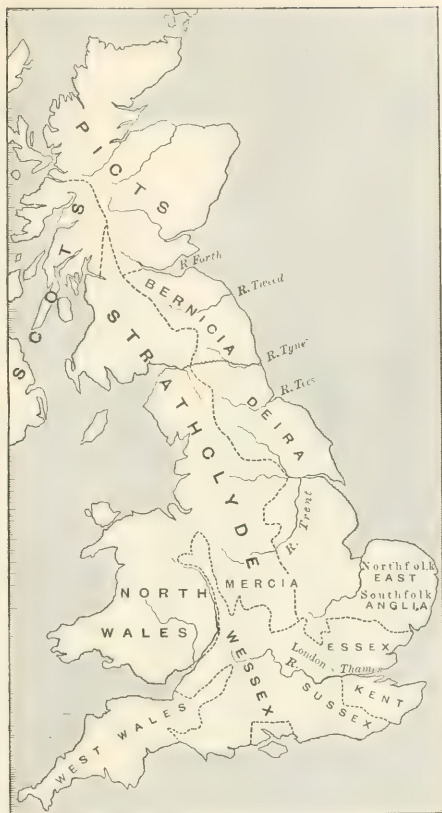 PICTS
SCOTS
R. Forth
BERNICIA
R. Tweed
STRATHCLYDE
R. Tyne
R. Tees
DEIRA
R. Trent
Northfolk
EAST
Southfolk
ANGLIA
MERCIA
NORTH
WALES
WESSEX
ESSEX
London
R. Thames
KENT
SUSSEX
WEST WALES